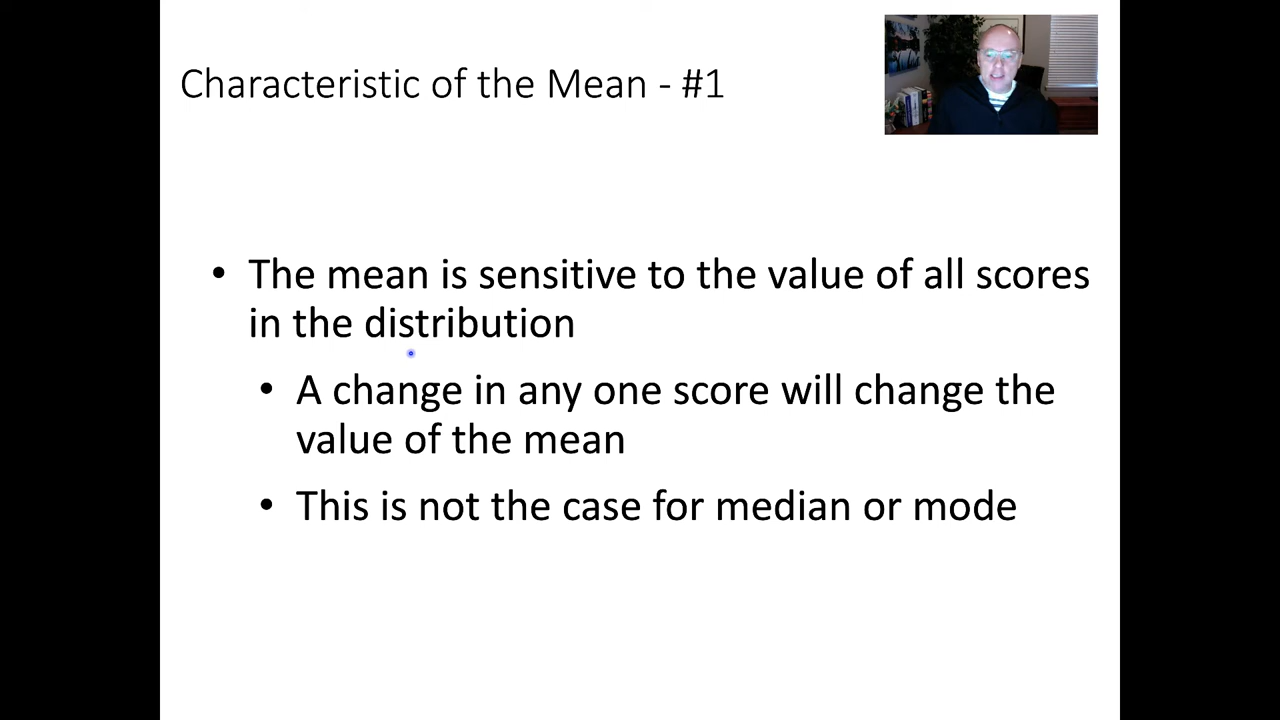 Characteristic of the Mean - #1
• The mean is sensitive to the value of all scores
in the distribution
• A change in any one score will change the
value of the mean
• This is not the case for median or mode